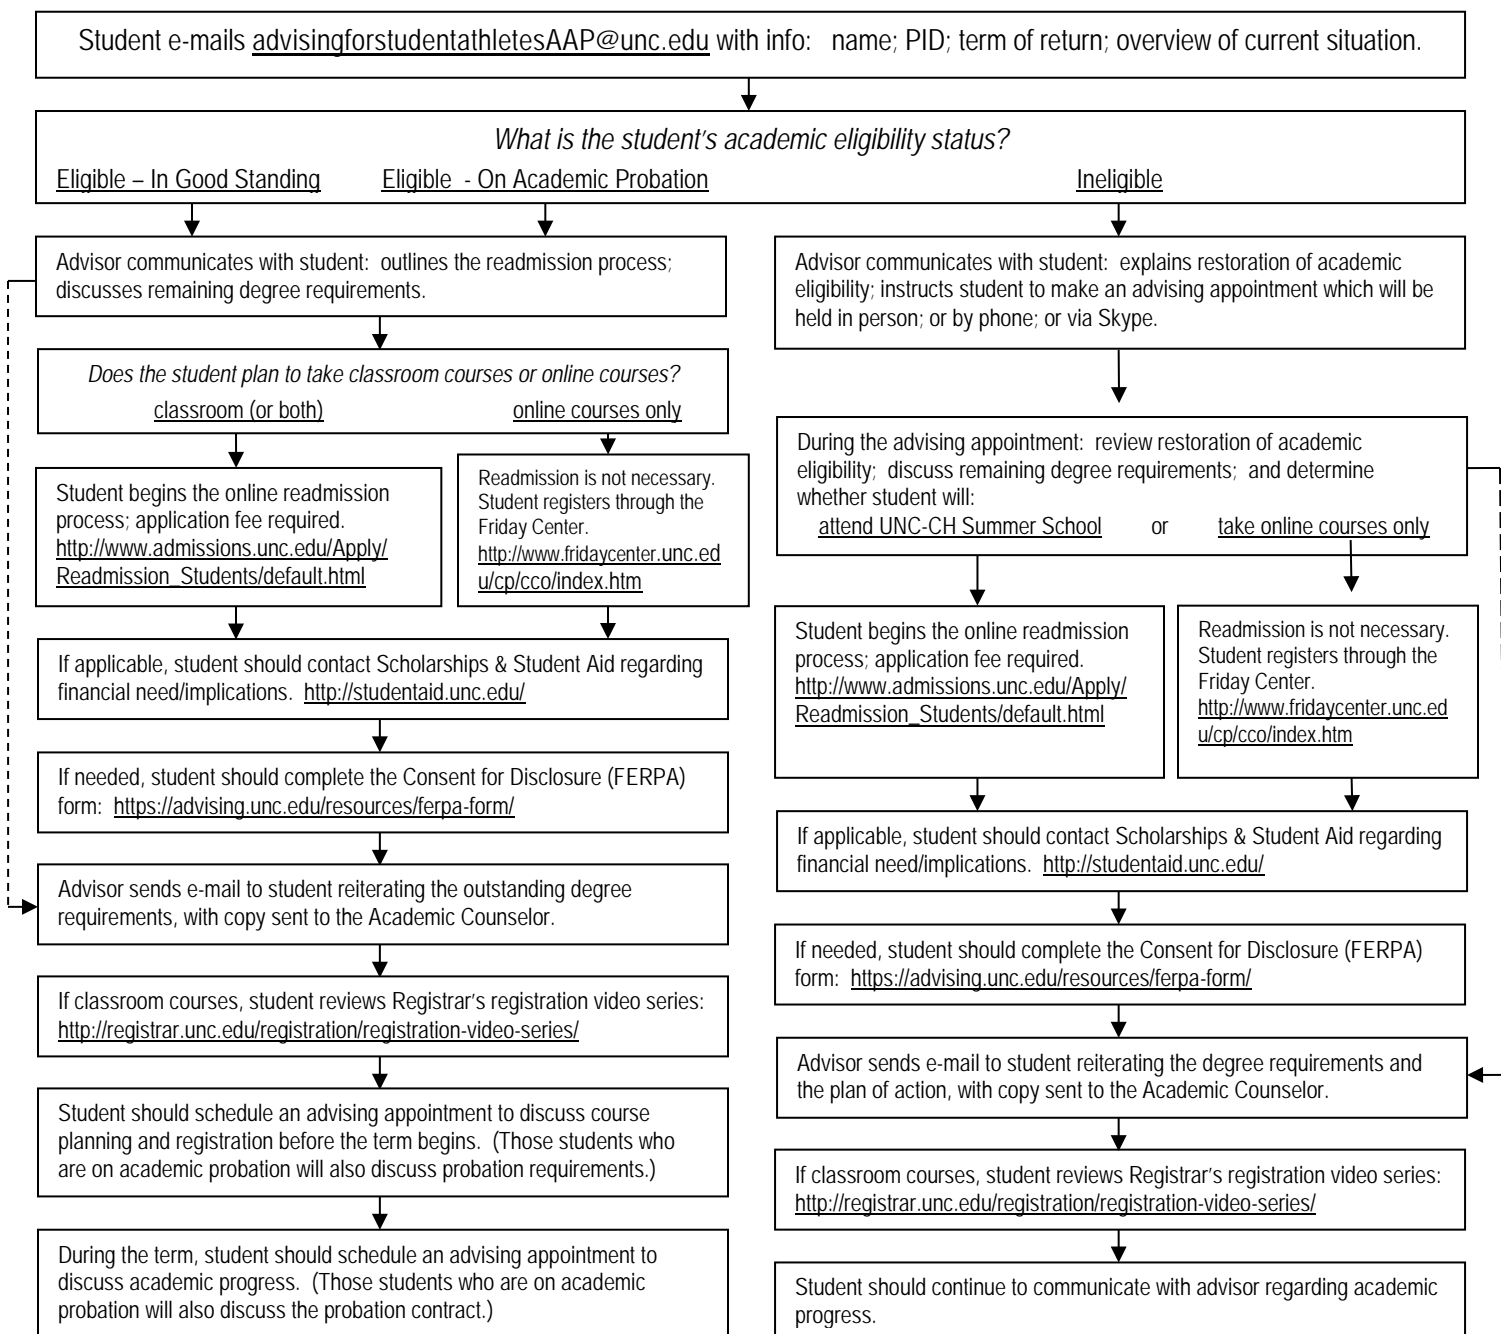 Student e-mails advisingforstudentathletesAAP@unc.edu with info: name; PID; term of return; overview of current situation.
What is the student's academic eligibility status?
Eligible – In Good Standing
Eligible - On Academic Probation
Ineligible
Advisor communicates with student: outlines the readmission process;
discusses remaining degree requirements.
Does the student plan to take classroom courses or online courses?
classroom (or both)
online courses only
Student begins the online readmission
process; application fee required.
http://www.admissions.unc.edu/Apply/
Readmission_Students/default.html
Readmission is not necessary.
Student registers through the
Friday Center.
http://www.fridaycenter.unc.ed
u/cp/cco/index.htm
If applicable, student should contact Scholarships & Student Aid regarding
financial need/implications. http://studentaid.unc.edu/
If needed, student should complete the Consent for Disclosure (FERPA)
form: https://advising.unc.edu/resources/ferpa-form/
Advisor sends e-mail to student reiterating the outstanding degree
requirements, with copy sent to the Academic Counselor.
If classroom courses, student reviews Registrar's registration video series:
http://registrar.unc.edu/registration/registration-video-series/
Student should schedule an advising appointment to discuss course
planning and registration before the term begins. (Those students who
are on academic probation will also discuss probation requirements.)
During the term, student should schedule an advising appointment to
discuss academic progress. (Those students who are on academic
probation will also discuss the probation contract.)
Advisor communicates with student: explains restoration of academic
eligibility; instructs student to make an advising appointment which will be
held in person; or by phone; or via Skype.
During the advising appointment: review restoration of academic
eligibility; discuss remaining degree requirements; and determine
whether student will:
attend UNC-CH Summer School or take online courses only
Student begins the online readmission
process; application fee required.
http://www.admissions.unc.edu/Apply/
Readmission_Students/default.html
Readmission is not necessary.
Student registers through the
Friday Center.
http://www.fridaycenter.unc.ed
u/cp/cco/index.htm
If applicable, student should contact Scholarships & Student Aid regarding
financial need/implications. http://studentaid.unc.edu/
If needed, student should complete the Consent for Disclosure (FERPA)
form: https://advising.unc.edu/resources/ferpa-form/
Advisor sends e-mail to student reiterating the degree requirements and
the plan of action, with copy sent to the Academic Counselor.
If classroom courses, student reviews Registrar's registration video series:
http://registrar.unc.edu/registration/registration-video-series/
Student should continue to communicate with advisor regarding academic
progress.